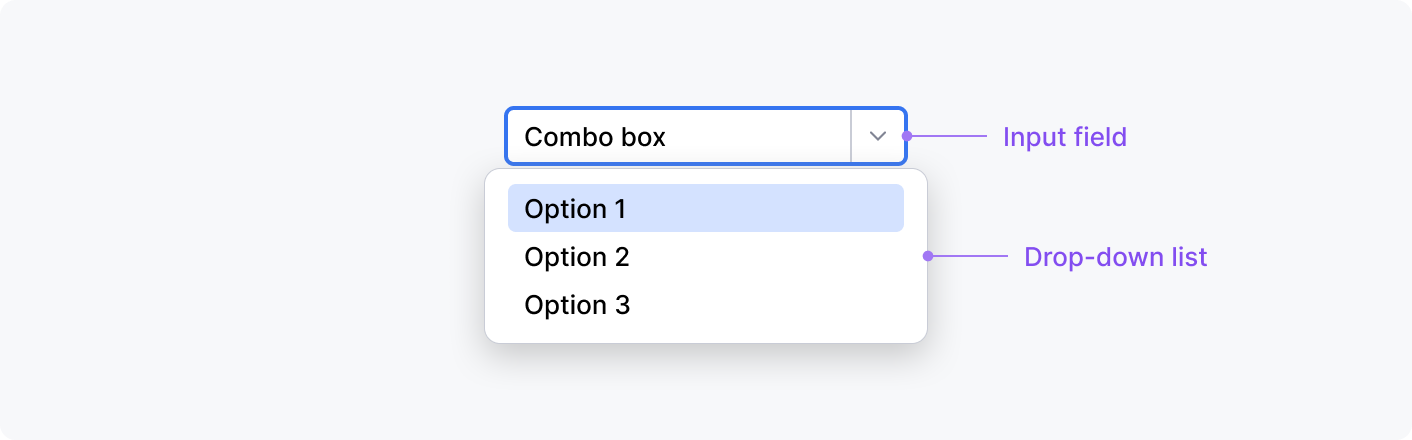 Combo box
Input field
Option 1
Option 2
Drop-down list
Option 3